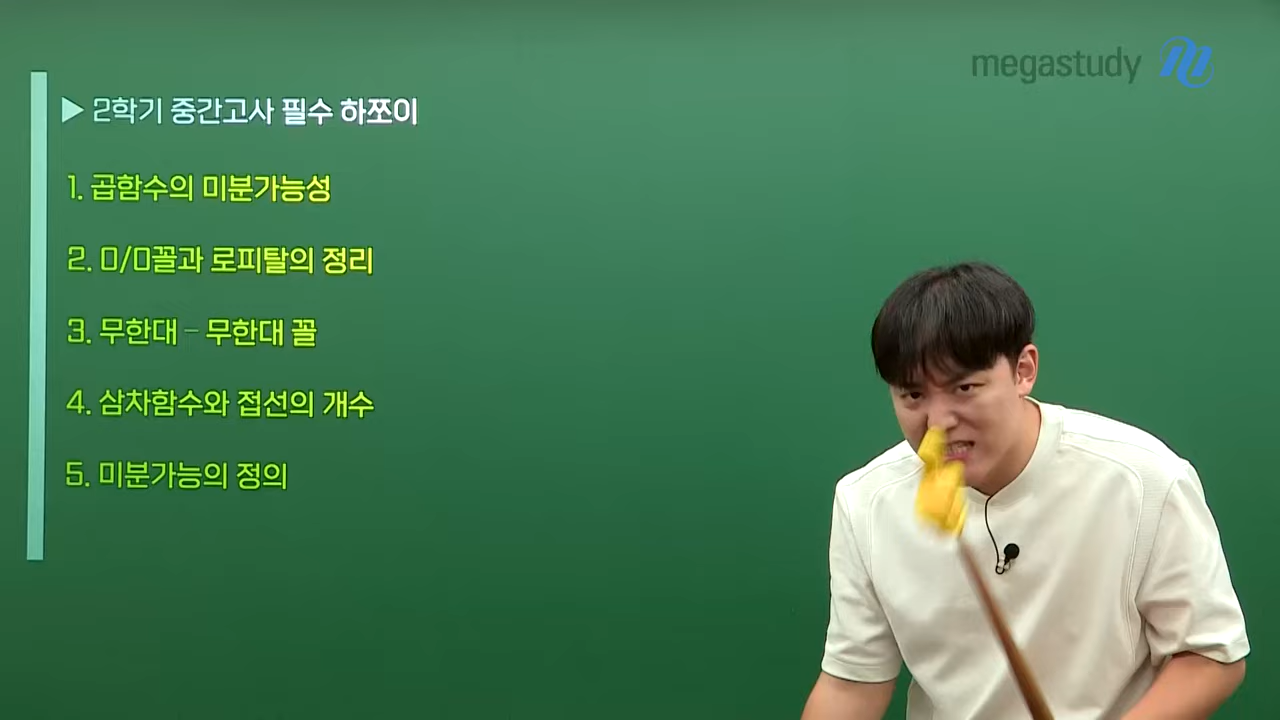 megastudy
▶ 2학기 중간고사 필수 하쪼이
1. 곱함수의 미분가능성
2. 0/0꼴과 로피탈의 정리
3. 무한대 - 무한대 꼴
4. 삼차함수와 접선의 개수
5. 미분가능의 정의